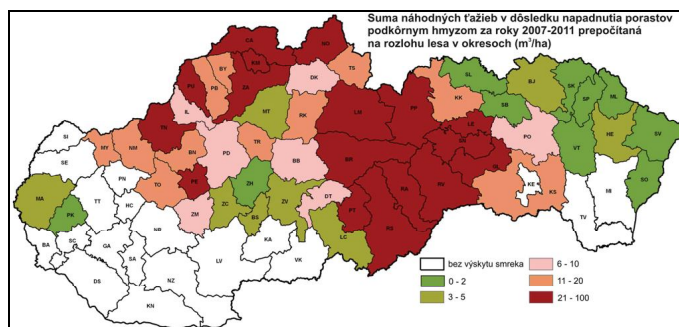 Suma náhodných ťažieb v dôsledku napadnutia porastov
podkôrnym hmyzom za roky 2007-2011 prepočítaná
na rozlohu lesa v okresoch (m³/ha)
CA
NO
KM
BY
TS
PU
PB
ZA
DK
SL
BJ
SK
SP
ML
IL
MT
RK
LM
PP
KK
SB
TN
LE
PO
VT
HE
SV
SI
MY
NM
BN
PD
TR
BB
BR
SN
GL
SE
PN
TO
PE
ZH
RA
RV
KE
KS
MI
SO
MA
PK
TT
HC
ZM
ZC
BS
ZV
DT
PT
RS
TV
BA
SC
GA
SA
NR
LV
KA
VK
LC
DS
NZ
KN
bez výskytu smreka
6 - 10
0 - 2
11 - 20
3 - 5
21 - 100